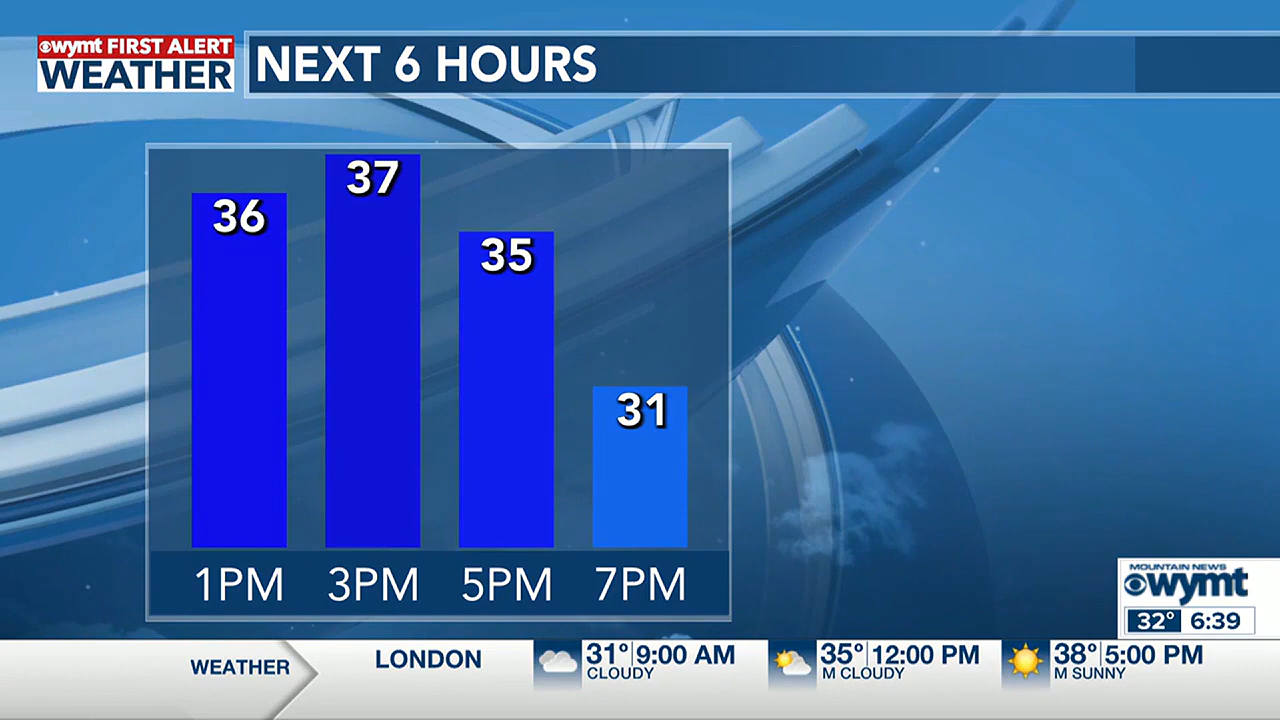 wymt FIRST ALERT
WEATHER
NEXT 6 HOURS
36
37
35
31
1PM
3PM
5PM
7PM
MOUNTAIN NEWS
wymt
32° 6:39
WEATHER
LONDON
31° 9:00 AM
CLOUDY
35° 12:00 PM
M CLOUDY
38° 5:00 PM
M SUNNY